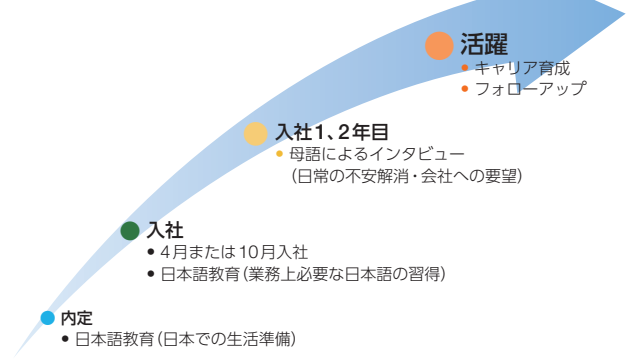 活躍
• キャリア育成
• フォローアップ
入社1、2年目
• 母語によるインタビュー
(日常の不安解消・会社への要望)
入社
• 4月または10月入社
• 日本語教育(業務上必要な日本語の習得)
内定
• 日本語教育(日本での生活準備)